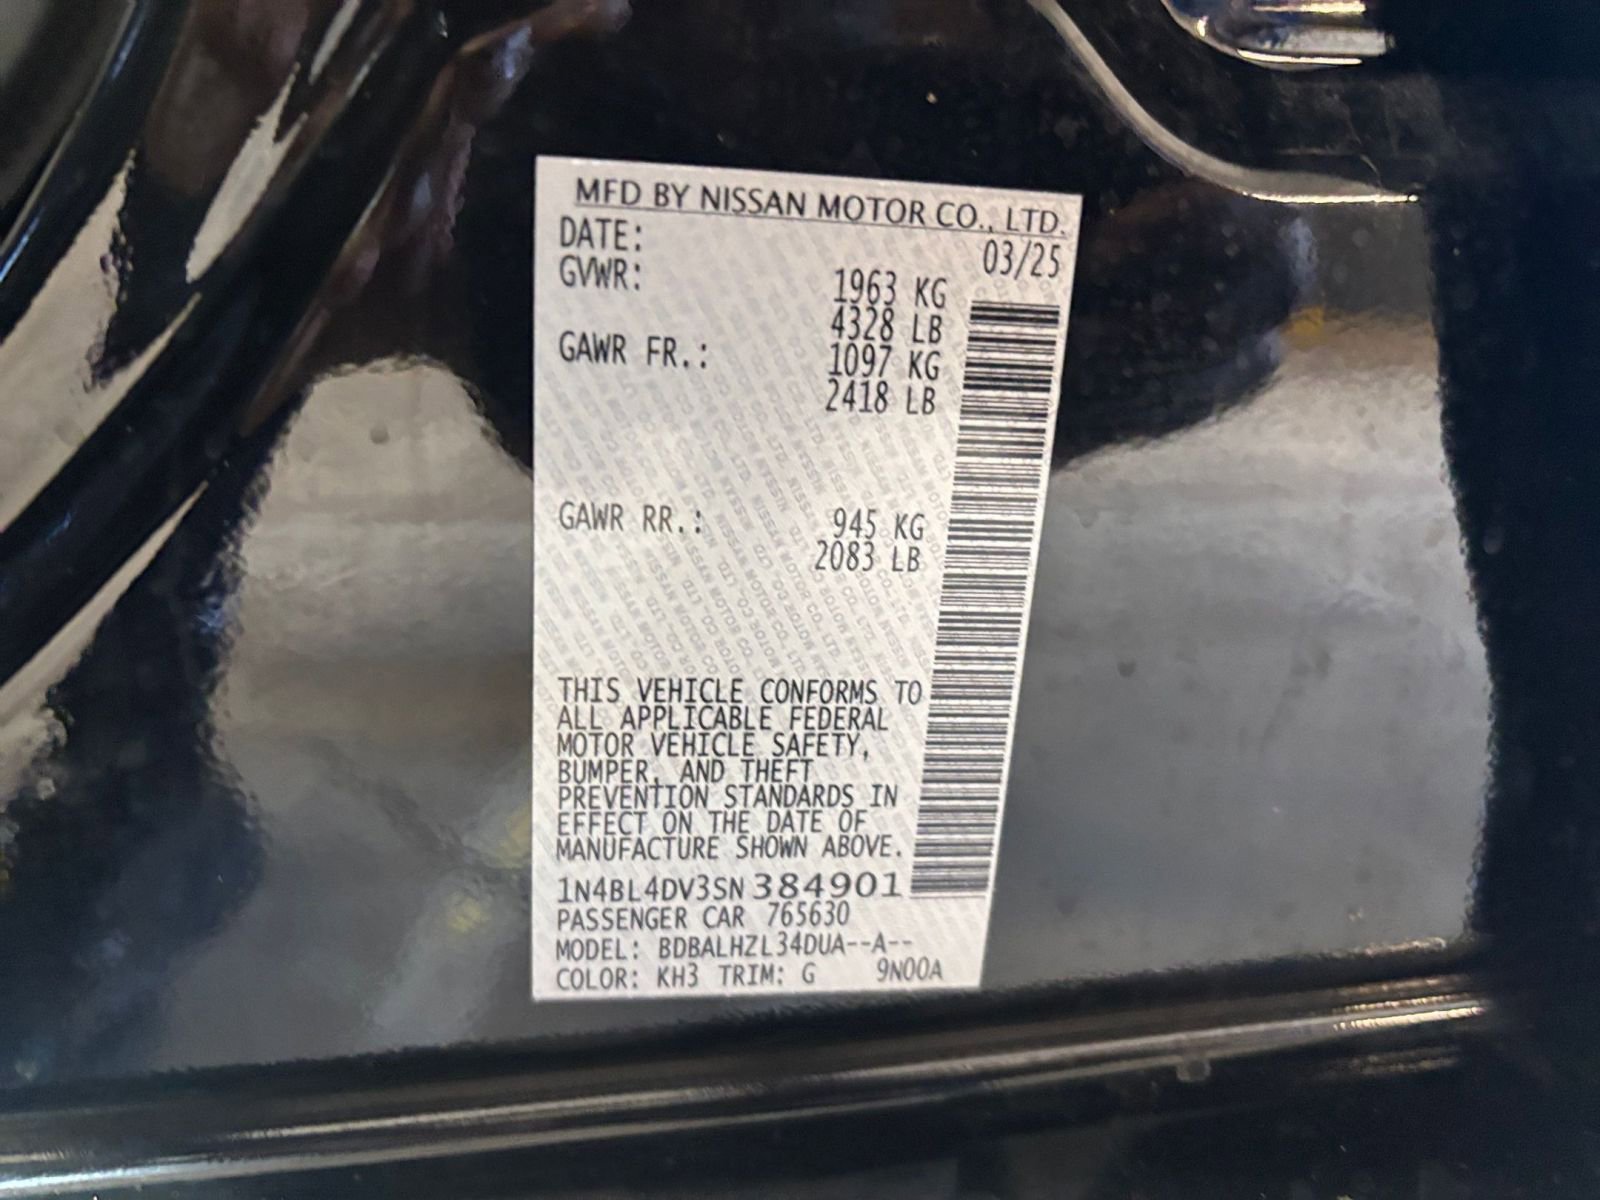 MFD BY NISSAN MOTOR CO., LTD.
DATE: 03/25
GVWR: 1963 KG
4328 LB
GAWR FR.: 1097 KG
2418 LB
GAWR RR.: 945 KG
2083 LB
THIS VEHICLE CONFORMS TO
ALL APPLICABLE FEDERAL
MOTOR VEHICLE SAFETY,
BUMPER, AND THEFT
PREVENTION STANDARDS IN
EFFECT ON THE DATE OF
MANUFACTURE SHOWN ABOVE.
1N4BL4DV3SN384901
PASSENGER CAR 765630
MODEL: BDBALHZL34DUA--A--
COLOR: KH3 TRIM: G 9N00A